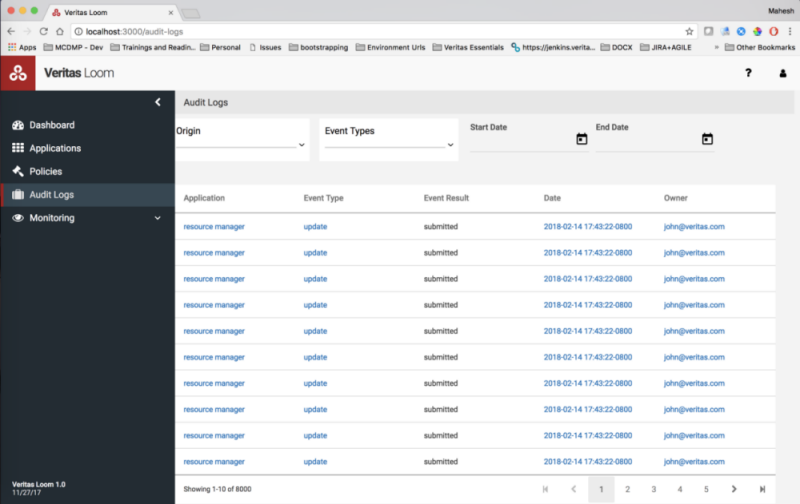 Veritas Loom
Mahesh
localhost:3000/audit-logs
Apps MCDMP - Dev Trainings and Readin... Personal Issues bootstrapping Environment Urls Veritas Essentials https://jenkins.verita... DOCX JIRA+AGILE » Other Bookmarks
Veritas Loom ?
Dashboard
Applications
Policies
Audit Logs
Monitoring
Veritas Loom 1.0
11/27/17
Audit Logs
Origin Event Types Start Date End Date
Application Event Type Event Result Date Owner
resource manager update submitted 2018-02-14 17:43:22-0800 john@veritas.com
resource manager update submitted 2018-02-14 17:43:22-0800 john@veritas.com
resource manager update submitted 2018-02-14 17:43:22-0800 john@veritas.com
resource manager update submitted 2018-02-14 17:43:22-0800 john@veritas.com
resource manager update submitted 2018-02-14 17:43:22-0800 john@veritas.com
resource manager update submitted 2018-02-14 17:43:22-0800 john@veritas.com
resource manager update submitted 2018-02-14 17:43:22-0800 john@veritas.com
resource manager update submitted 2018-02-14 17:43:22-0800 john@veritas.com
resource manager update submitted 2018-02-14 17:43:22-0800 john@veritas.com
resource manager update submitted 2018-02-14 17:43:22-0800 john@veritas.com
Showing 1-10 of 8000 1 2 3 4 5